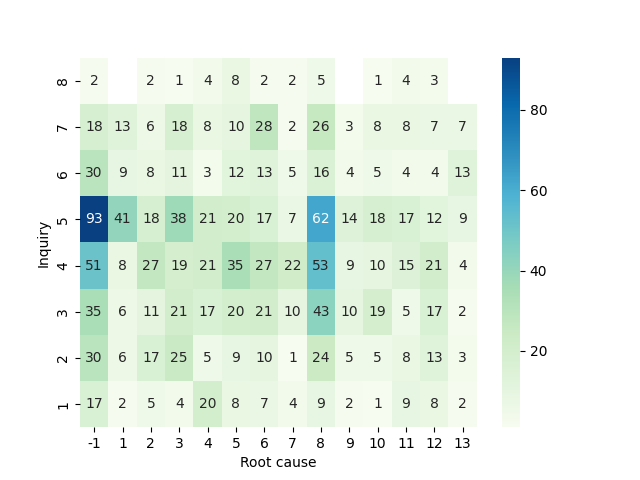 8 2 2 1 4 8 2 2 5 1 4 3
7 18 13 6 18 8 10 28 2 26 3 8 8 7 7
6 30 9 8 11 3 12 13 5 16 4 5 4 4 13
5 93 41 18 38 21 20 17 7 62 14 18 17 12 9
4 51 8 27 19 21 35 27 22 53 9 10 15 21 4
3 35 6 11 21 17 20 21 10 43 10 19 5 17 2
2 30 6 17 25 5 9 10 1 24 5 5 8 13 3
1 17 2 5 4 20 8 7 4 9 2 1 9 8 2
-1 1 2 3 4 5 6 7 8 9 10 11 12 13
Root cause
Inquiry
80
60
40
20